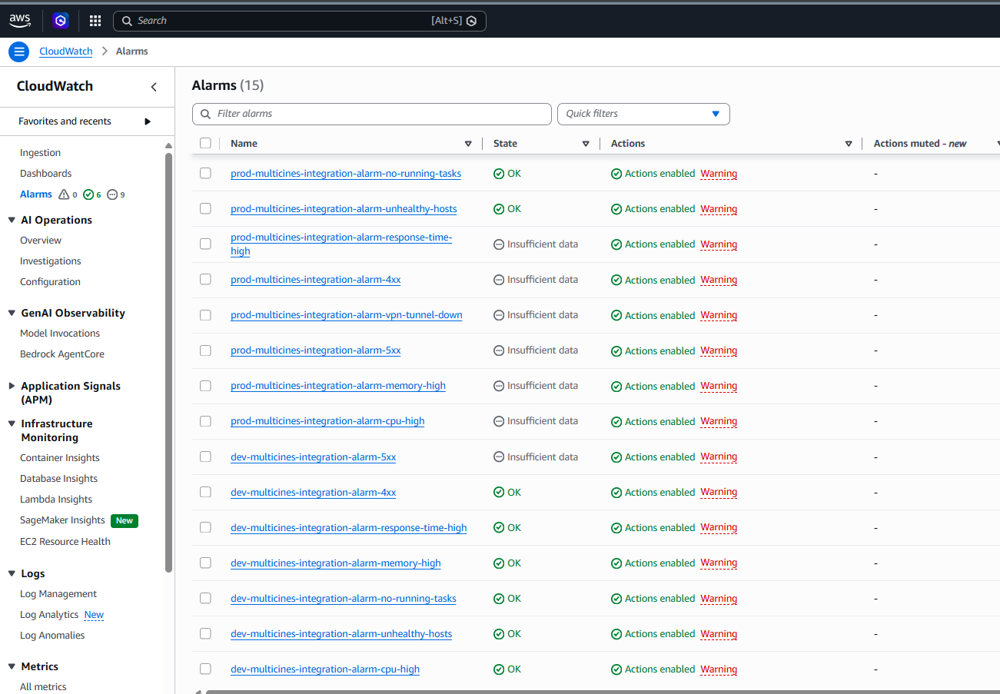 aws
Search [Alt+S]
CloudWatch Alarms
CloudWatch
Favorites and recents
Ingestion
Dashboards
Alarms 0 6 9
AI Operations
Overview
Investigations
Configuration
GenAI Observability
Model Invocations
Bedrock AgentCore
Application Signals
(APM)
Infrastructure
Monitoring
Container Insights
Database Insights
Lambda Insights
SageMaker Insights New
EC2 Resource Health
Logs
Log Management
Log Analytics New
Log Anomalies
Metrics
All metrics
Alarms (15)
Filter alarms Quick filters
Name State Actions Actions muted - new
prod-multicines-integration-alarm-no-running-tasks OK Actions enabled Warning -
prod-multicines-integration-alarm-unhealthy-hosts OK Actions enabled Warning -
prod-multicines-integration-alarm-response-time-
high Insufficient data Actions enabled Warning -
prod-multicines-integration-alarm-4xx Insufficient data Actions enabled Warning -
prod-multicines-integration-alarm-vpn-tunnel-down Insufficient data Actions enabled Warning -
prod-multicines-integration-alarm-5xx Insufficient data Actions enabled Warning -
prod-multicines-integration-alarm-memory-high Insufficient data Actions enabled Warning -
prod-multicines-integration-alarm-cpu-high Insufficient data Actions enabled Warning -
dev-multicines-integration-alarm-5xx Insufficient data Actions enabled Warning -
dev-multicines-integration-alarm-4xx OK Actions enabled Warning -
dev-multicines-integration-alarm-response-time-high OK Actions enabled Warning -
dev-multicines-integration-alarm-memory-high OK Actions enabled Warning -
dev-multicines-integration-alarm-no-running-tasks OK Actions enabled Warning -
dev-multicines-integration-alarm-unhealthy-hosts OK Actions enabled Warning -
dev-multicines-integration-alarm-cpu-high OK Actions enabled Warning -